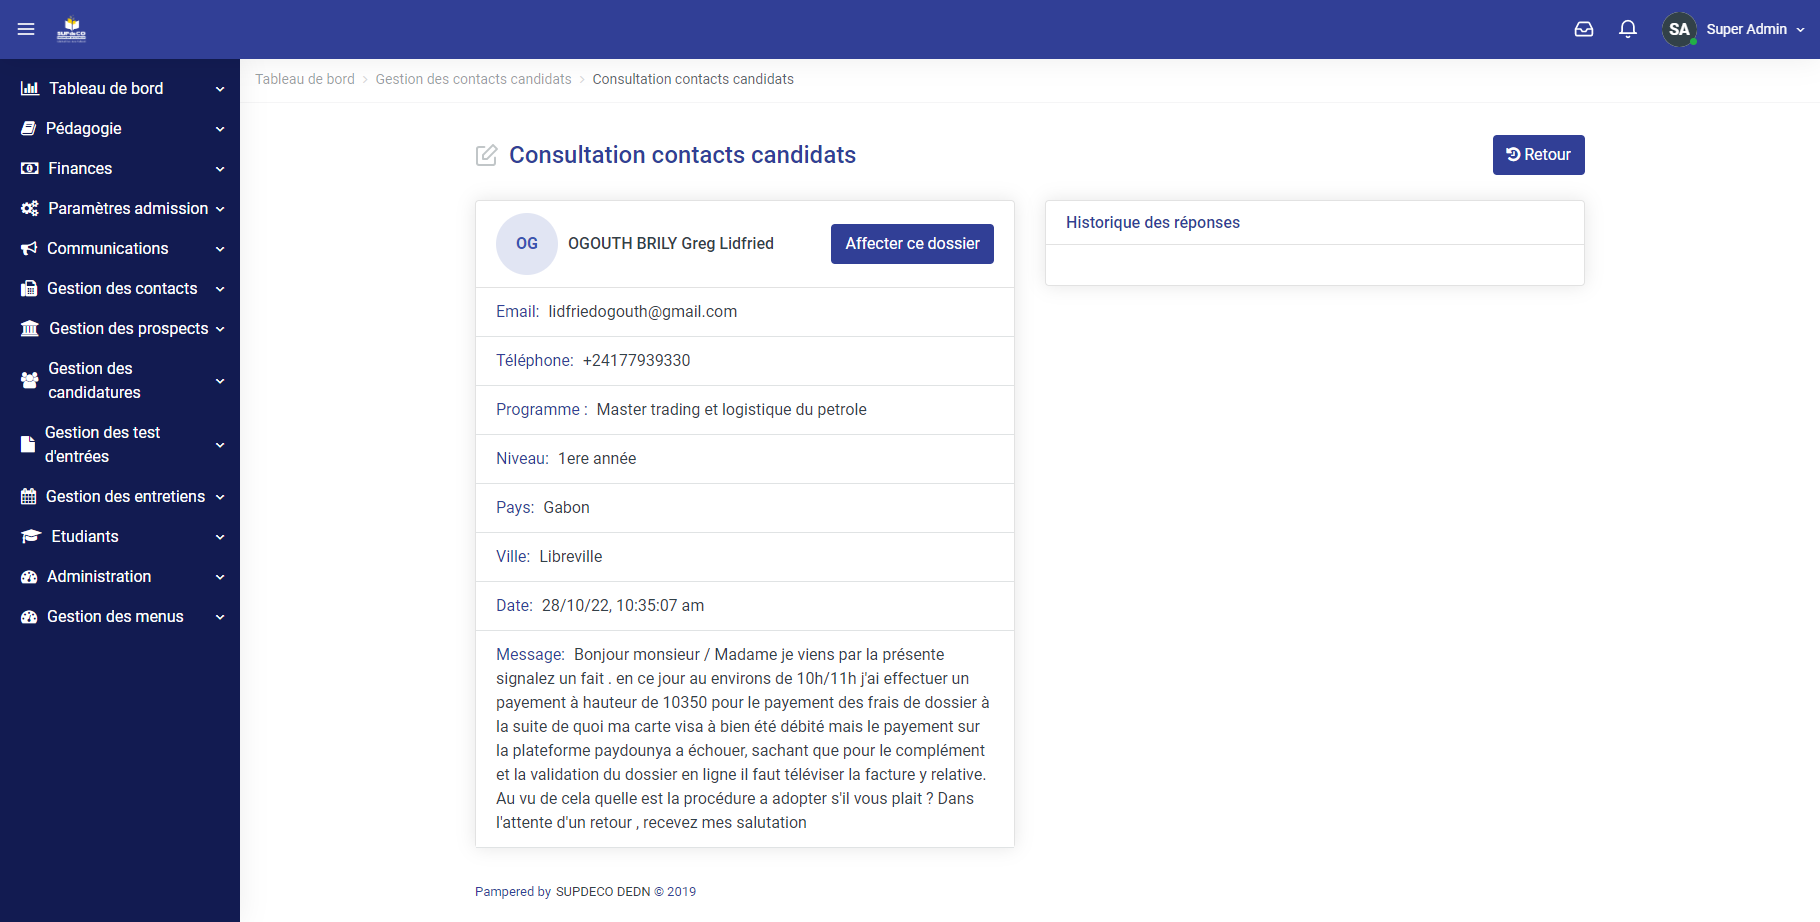 SUP de CO
SA
Super Admin
Tableau de bord
Pédagogie
Finances
Paramètres admission
Communications
Gestion des contacts
Gestion des prospects
Gestion des
candidatures
Gestion des test
d'entrées
Gestion des entretiens
Etudiants
Administration
Gestion des menus
Tableau de bord > Gestion des contacts candidats > Consultation contacts candidats
Consultation contacts candidats
Retour
OG
OGOUTH BRILY Greg Lidfried
Affecter ce dossier
Email: lidfriedogouth@gmail.com
Téléphone: +24177939330
Programme : Master trading et logistique du petrole
Niveau: 1ere année
Pays: Gabon
Ville: Libreville
Date: 28/10/22, 10:35:07 am
Message: Bonjour monsieur / Madame je viens par la présente
signalez un fait . en ce jour au environs de 10h/11h j'ai effectuer un
payement à hauteur de 10350 pour le payement des frais de dossier à
la suite de quoi ma carte visa à bien été débité mais le payement sur
la plateforme paydounya a échouer, sachant que pour le complément
et la validation du dossier en ligne il faut téléviser la facture y relative.
Au vu de cela quelle est la procédure a adopter s'il vous plait ? Dans
l'attente d'un retour , recevez mes salutation
Historique des réponses
Pampered by SUPDECO DEDN © 2019